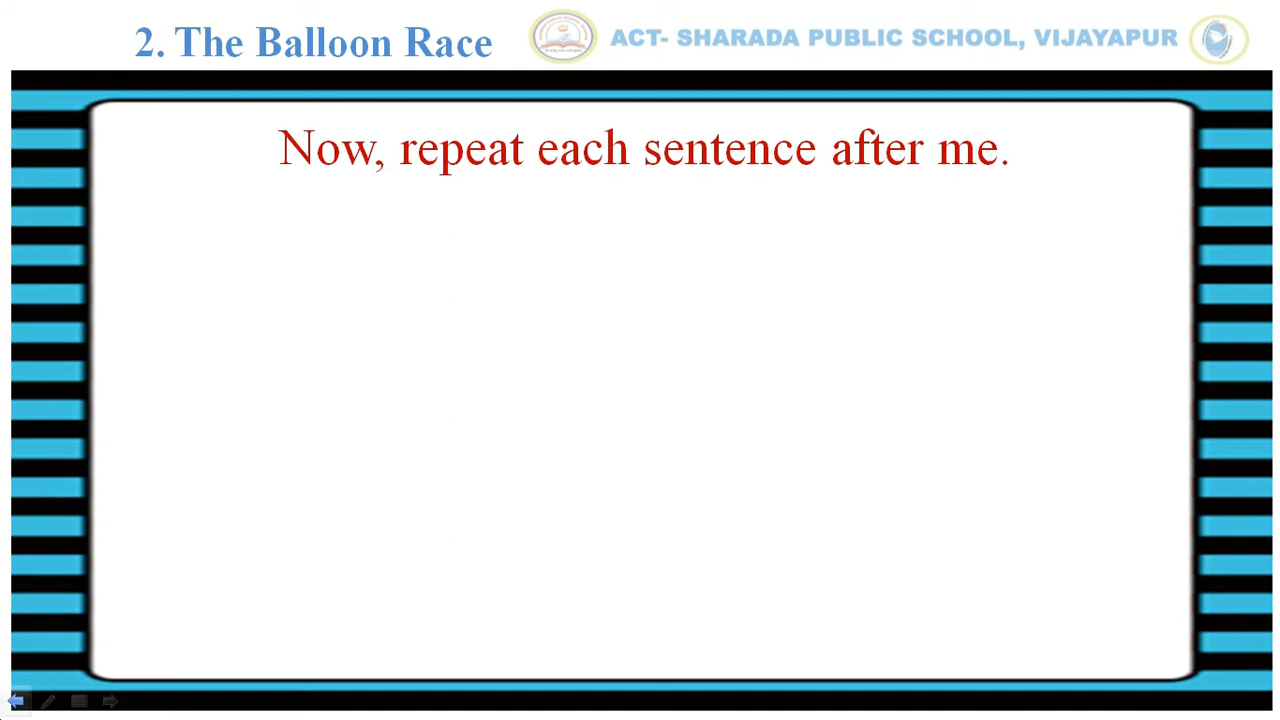 2. The Balloon Race
ACT- SHARADA PUBLIC SCHOOL, VIJAYAPUR
Now, repeat each sentence after me.